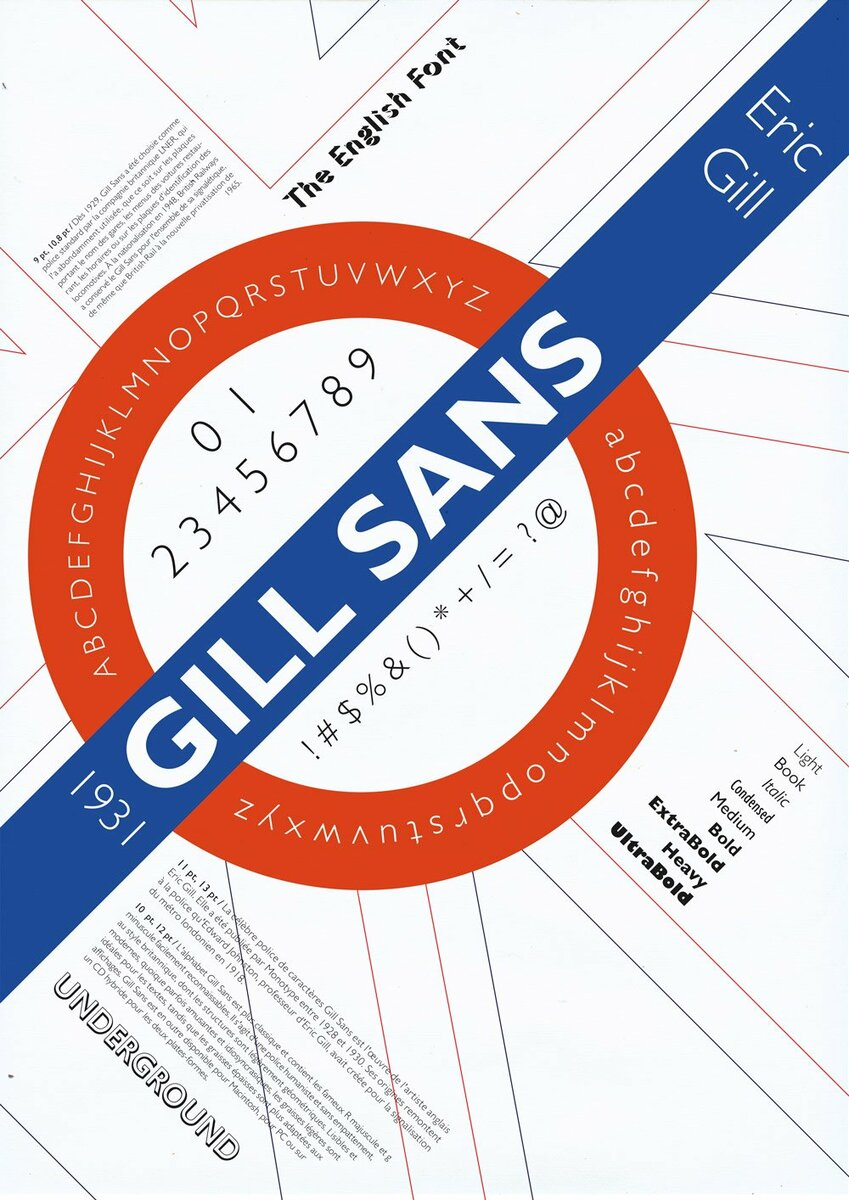 The English Font
Eric
Gill
9 pt, 10,8 pt / Dès 1929, Gill Sans a été choisie comme
police standard par la compagnie britannique LNER, qui
l'a abondamment utilisée, que ce soit sur les plaques
portant le nom des gares, les menus des voitures restau-
rant, les horaires ou sur les plaques d'identification des
locomotives. À la nationalisation en 1948, British Railways
a conservé le Gill Sans pour l'ensemble de sa signalétique,
de même que British Rail à la nouvelle privatisation de
1965.
ABCDEFGHIJKLMNOPQRSTUVWXYZ
0 1
2 3 4 5 6 7 8 9
GILL SANS
1931
! # $ % & ( ) * + / = ? @
abcdefghijklmnopqrstuvwxyz
Light
Book
Italic
Condensed
Medium
Bold
ExtraBold
Heavy
UltraBold
11 pt, 13 pt / La célèbre police de caractères Gill Sans est l'œuvre de l'artiste anglais
Eric Gill. Elle a été publiée par Monotype entre 1928 et 1930. Ses origines remontent
à la police qu'Edward Johnston, professeur d'Eric Gill, avait créée pour la signalisation
du métro londonien en 1918
10 pt, 12 pt / L'alphabet Gill Sans est plus classique et contient les fameux R majuscule et g
minuscule facilement reconnaissables. Il s'agit d'une police humaniste et sans empattement,
au style britannique, dont les structures sont légèrement géométriques. Lisibles et
modernes, quoique parfois amusantes et idiosyncrasiques, les graisses légères sont
idéales pour les textes, tandis que les graisses épaisses sont plus adaptées aux
affichages. Gill Sans est en outre disponible pour Macintosh, pour PC ou sur
un CD hybride pour les deux plates-formes.
UNDERGROUND